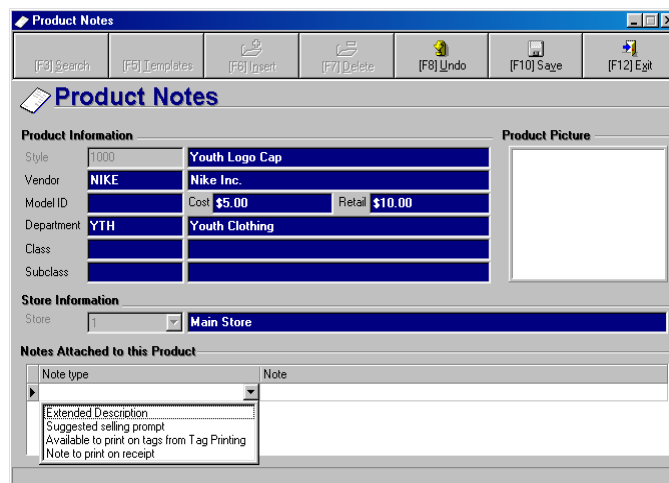 Product Notes
[F3] Search [F5] Templates [F6] Insert [F7] Delete [F8] Undo [F10] Save [F12] Exit
Product Notes
Product Information Product Picture
Style 1000 Youth Logo Cap
Vendor NIKE Nike Inc.
Model ID Cost $5.00 Retail $10.00
Department YTH Youth Clothing
Class
Subclass
Store Information
Store 1 Main Store
Notes Attached to this Product
Note type Note
Extended Description
Suggested selling prompt
Available to print on tags from Tag Printing
Note to print on receipt